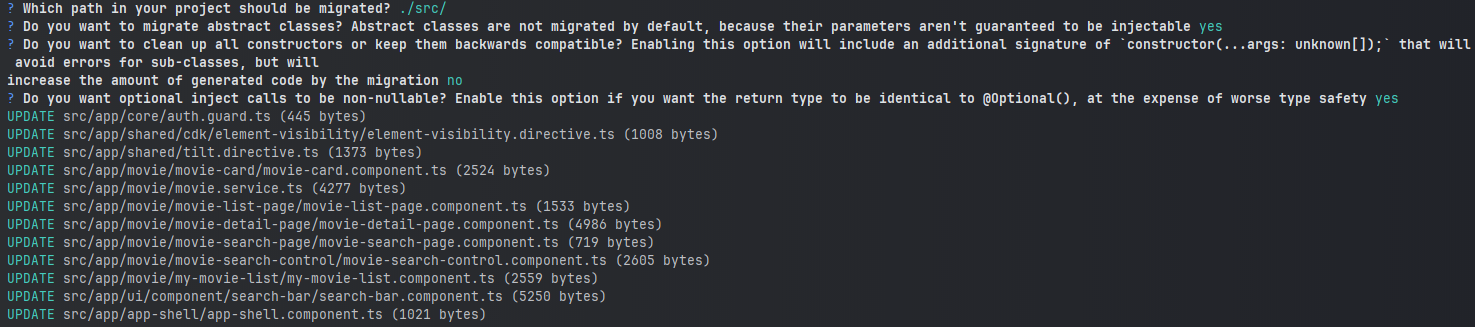 ? Which path in your project should be migrated? ./src/
? Do you want to migrate abstract classes? Abstract classes are not migrated by default, because their parameters aren't guaranteed to be injectable yes
? Do you want to clean up all constructors or keep them backwards compatible? Enabling this option will include an additional signature of `constructor(...args: unknown[]);` that will
avoid errors for sub-classes, but will
increase the amount of generated code by the migration no
? Do you want optional inject calls to be non-nullable? Enable this option if you want the return type to be identical to @Optional(), at the expense of worse type safety yes
UPDATE src/app/core/auth.guard.ts (445 bytes)
UPDATE src/app/shared/cdk/element-visibility/element-visibility.directive.ts (1008 bytes)
UPDATE src/app/shared/tilt.directive.ts (1373 bytes)
UPDATE src/app/movie/movie-card/movie-card.component.ts (2524 bytes)
UPDATE src/app/movie/movie.service.ts (4277 bytes)
UPDATE src/app/movie/movie-list-page/movie-list-page.component.ts (1533 bytes)
UPDATE src/app/movie/movie-detail-page/movie-detail-page.component.ts (4986 bytes)
UPDATE src/app/movie/movie-search-page/movie-search-page.component.ts (719 bytes)
UPDATE src/app/movie/movie-search-control/movie-search-control.component.ts (2605 bytes)
UPDATE src/app/movie/my-movie-list/my-movie-list.component.ts (2559 bytes)
UPDATE src/app/ui/component/search-bar/search-bar.component.ts (5250 bytes)
UPDATE src/app/app-shell/app-shell.component.ts (1021 bytes)